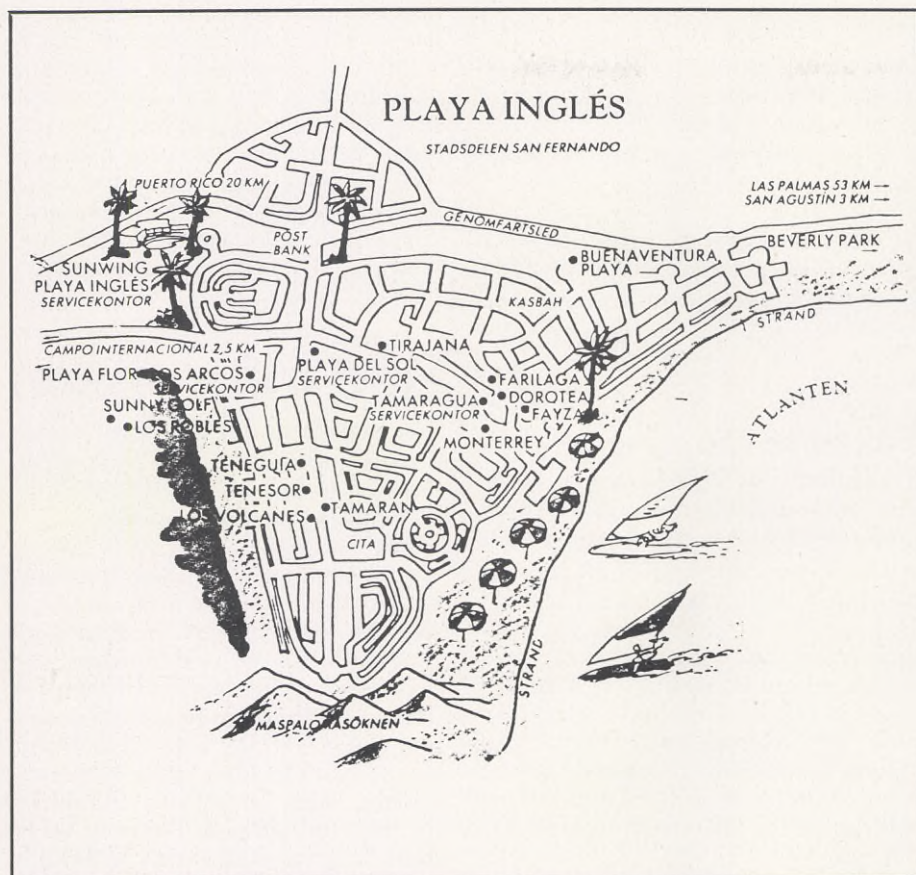 PLAYA INGLÉS
STADSDELEN SAN FERNANDO
PUERTO RICO 20 KM
LAS PALMAS 53 KM →
SAN AGUSTÍN 3 KM →
GENOMFARTSLED
POST
BANK
BEVERLY PARK
→
BUENAVENTURA
PLAYA
← SUNWING
PLAYA INGLÉS
SERVICEKONTOR
KASBAH
STRAND
CAMPO INTERNACIONAL 2,5 KM
TIRAJANA
PLAYA DEL SOL
SERVICEKONTOR
PLAYA FLOR
LOS ARCOS
SERVICEKONTOR
FARILAGA
DOROTEA
FAYZA
TAMARAGUA
SERVICEKONTOR
ATLANTEN
SUNNY GOLF
LOS ROBLES
MONTERREY
TENEGUÍA
TENESOR
TAMARAN
LOS VOLCANES
CITA
STRAND
MASPALOMASÖKNEN